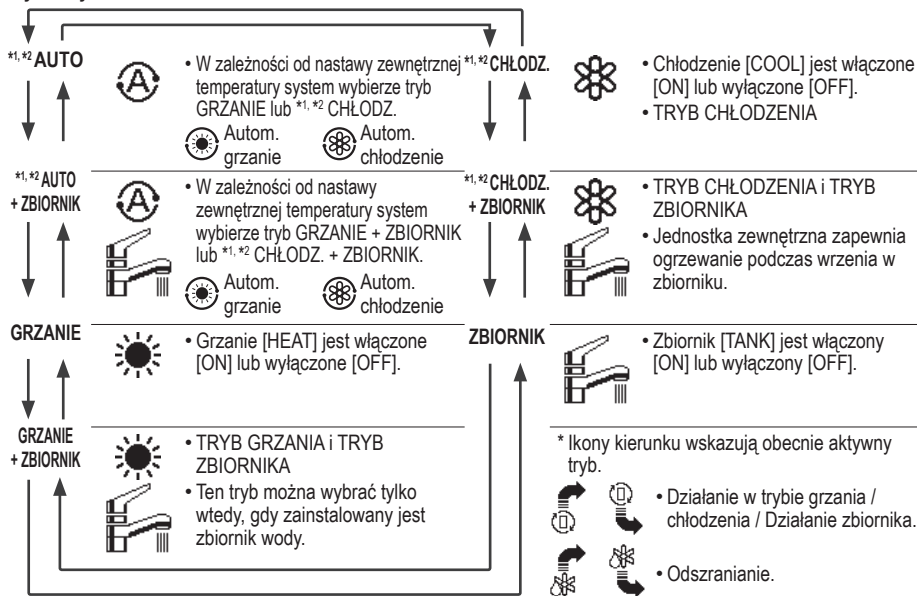 *1, *2 AUTO
• W zależności od nastawy zewnętrznej
temperatury system wybierze tryb
GRZANIE lub *1, *2 CHŁODZ.
Autom.
grzanie
Autom.
chłodzenie
*1, *2 CHŁODZ.
• Chłodzenie [COOL] jest włączone
[ON] lub wyłączone [OFF].
• TRYB CHŁODZENIA
*1, *2 AUTO
+ ZBIORNIK
• W zależności od nastawy
zewnętrznej temperatury system
wybierze tryb GRZANIE + ZBIORNIK
lub *1, *2 CHŁODZ. + ZBIORNIK.
Autom.
grzanie
Autom.
chłodzenie
*1, *2 CHŁODZ.
+ ZBIORNIK
• TRYB CHŁODZENIA i TRYB
ZBIORNIKA
• Jednostka zewnętrzna zapewnia
ogrzewanie podczas wrzenia w
zbiorniku.
GRZANIE
• Grzanie [HEAT] jest włączone
[ON] lub wyłączone [OFF].
ZBIORNIK
• Zbiornik [TANK] jest włączony
[ON] lub wyłączony [OFF].
GRZANIE
+ ZBIORNIK
• TRYB GRZANIA i TRYB
ZBIORNIKA
• Ten tryb można wybrać tylko
wtedy, gdy zainstalowany jest
zbiornik wody.
* Ikony kierunku wskazują obecnie aktywny
tryb.
• Działanie w trybie grzania /
chłodzenia / Działanie zbiornika.
• Odszranianie.